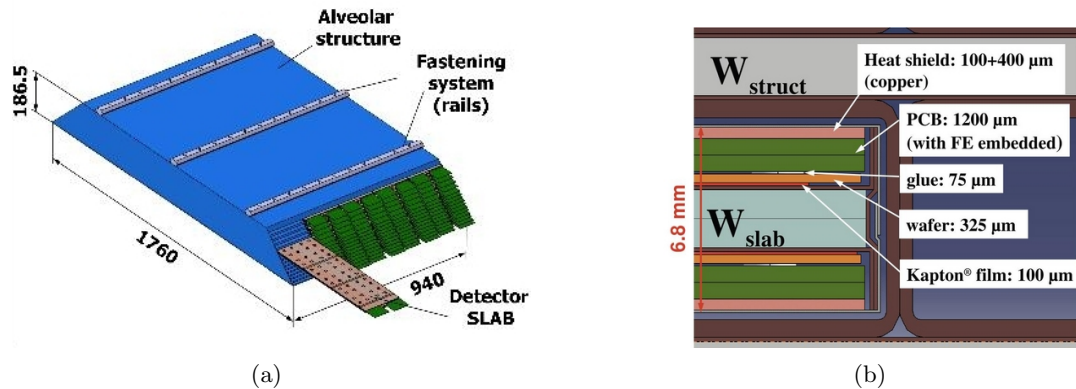 Alveolar
structure
Fastening
system
(rails)
186.5
1760
940
Detector
SLAB
(a)
W struct
Heat shield: 100+400 µm
(copper)
PCB: 1200 µm
(with FE embedded)
glue: 75 µm
wafer: 325 µm
6.8 mm
W slab
Kapton® film: 100 µm
(b)